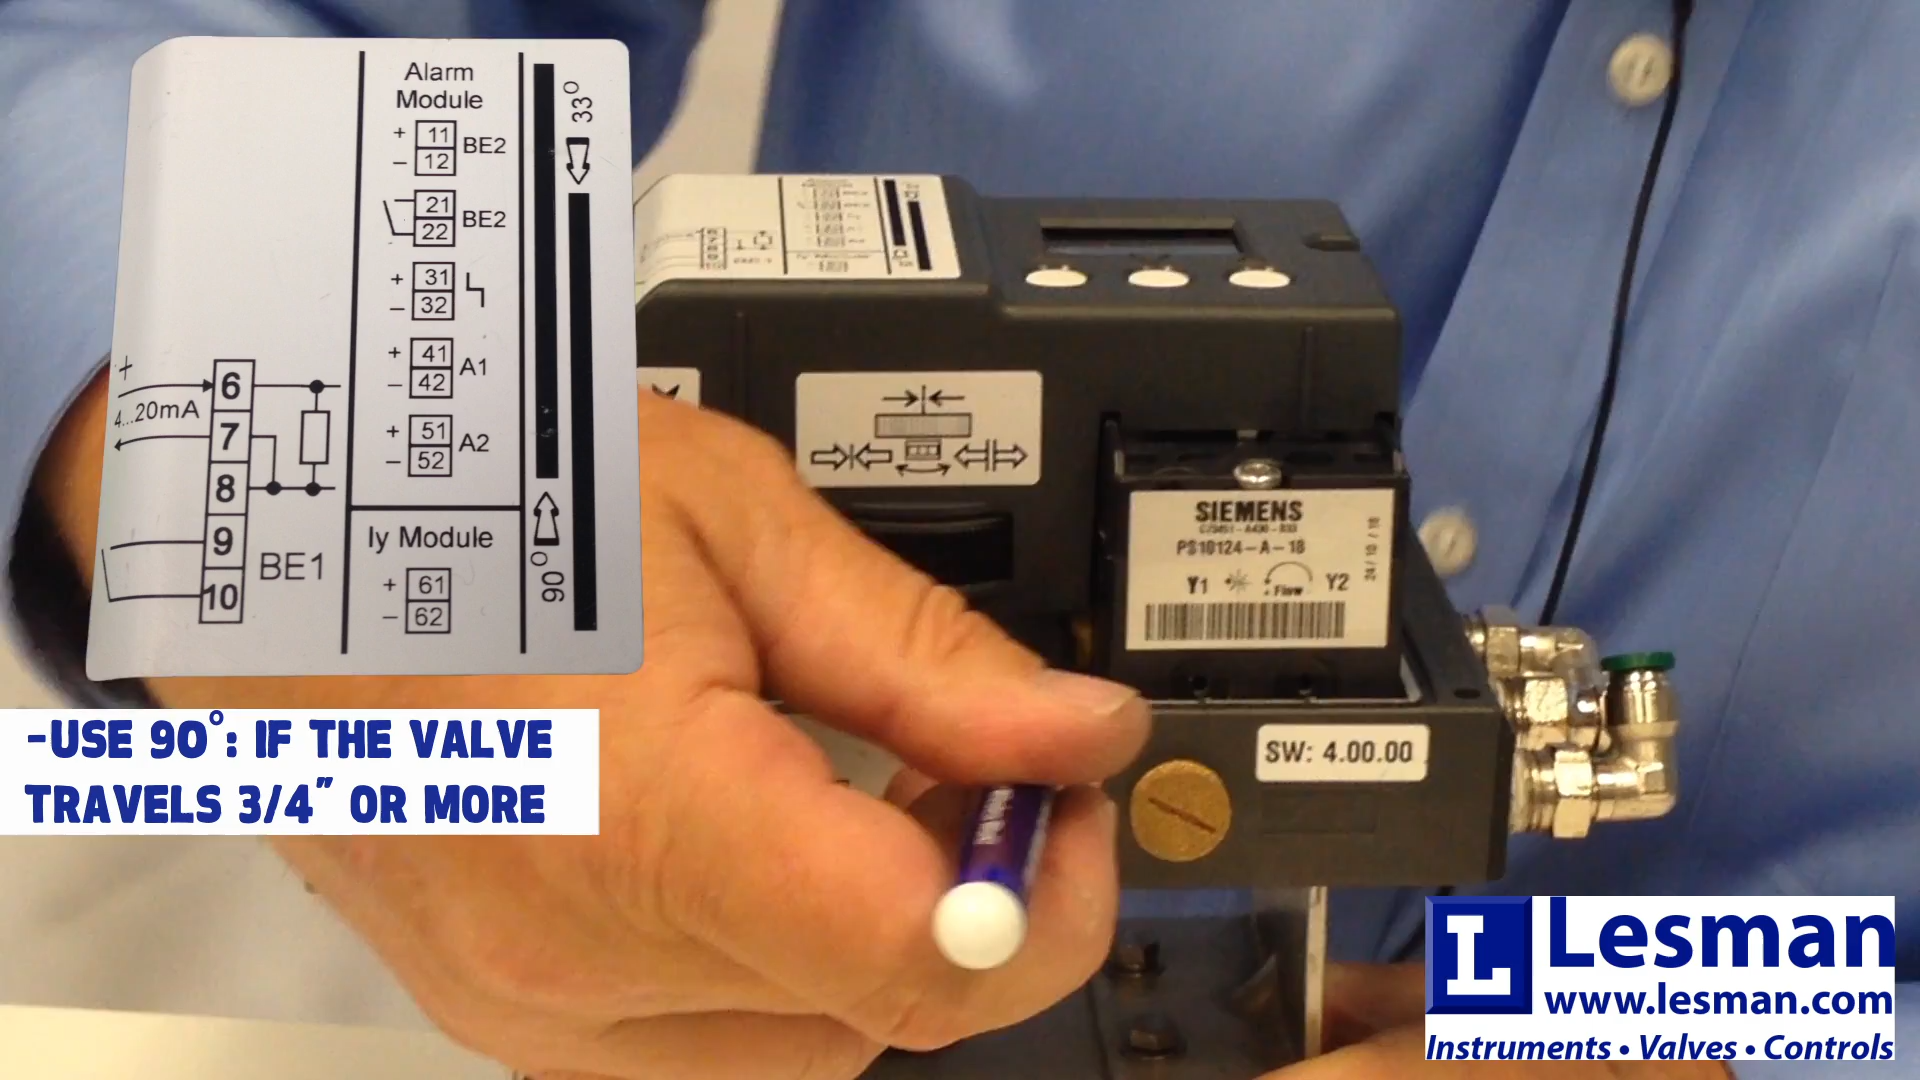 Alarm
Module
+ 11 BE2
– 12
21 BE2
22
+ 31
– 32
+ 41 A1
– 42
+ 51 A2
– 52
Iy Module
+ 61
– 62
33°
90°
+
4...20mA
6
7
8
9
10
BE1
-USE 90°: IF THE VALVE
TRAVELS 3/4" OR MORE
SIEMENS
PS10124-A-18
Y1 Flow Y2
SW: 4.00.00
L Lesman
www.lesman.com
Instruments • Valves • Controls